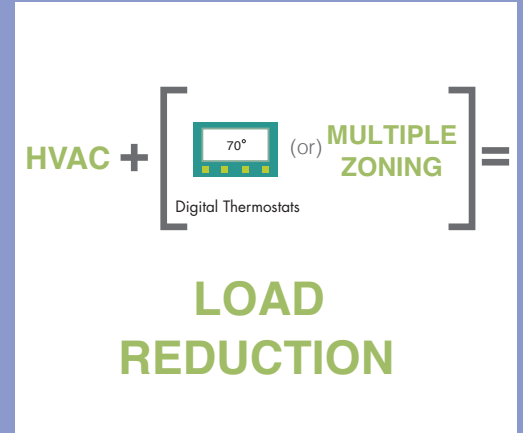 HVAC + [ 70° (or) MULTIPLE
ZONING ] =
Digital Thermostats
LOAD
REDUCTION